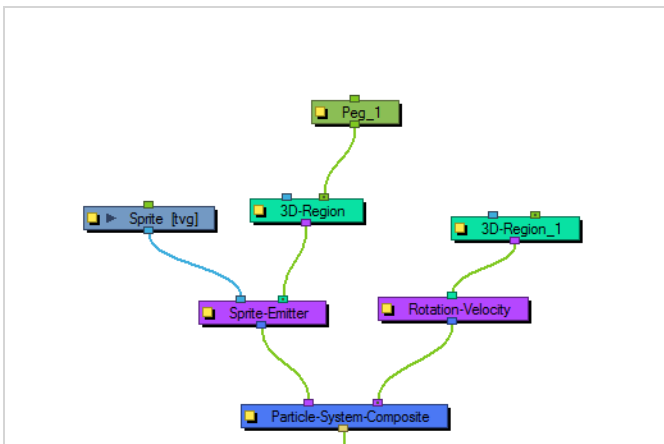 Peg_1
Sprite [tvg]
3D-Region
3D-Region_1
Sprite-Emitter
Rotation-Velocity
Particle-System-Composite